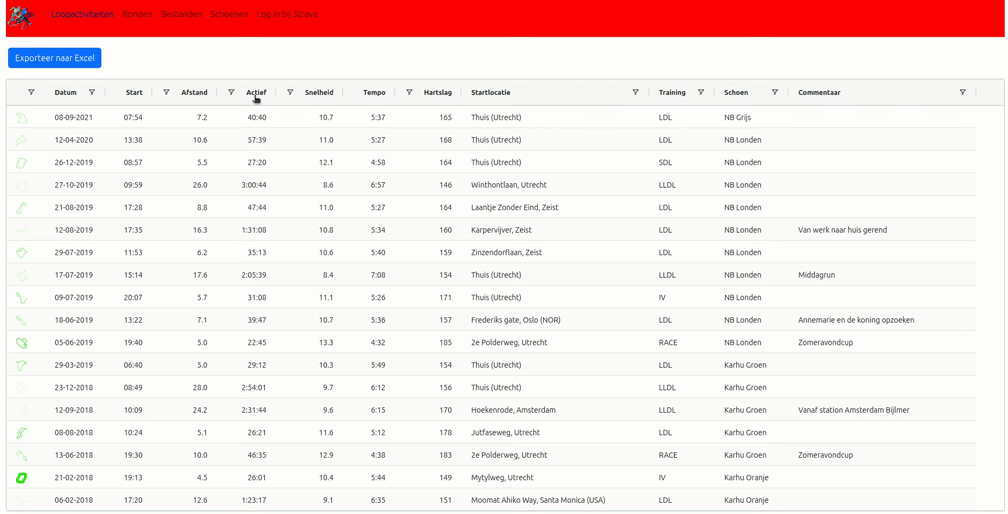 Loopactiviteiten Ronden Bestanden Schoenen Log in bij Strava
Exporteer naar Excel
Datum Start Afstand Actief Snelheid Tempo Hartslag Startlocatie Training Schoen Commentaar
08-09-2021 07:54 7.2 40:40 10.7 5:37 165 Thuis (Utrecht) LDL NB Grijs
12-04-2020 13:38 10.6 57:39 11.0 5:27 168 Thuis (Utrecht) LDL NB Londen
26-12-2019 08:57 5.5 27:20 12.1 4:58 164 Thuis (Utrecht) SDL NB Londen
27-10-2019 09:59 26.0 3:00:44 8.6 6:57 146 Winthontlaan, Utrecht LLDL NB Londen
21-08-2019 17:28 8.8 47:44 11.0 5:27 164 Laantje Zonder Eind, Zeist LDL NB Londen
12-08-2019 17:35 16.3 1:31:08 10.8 5:34 160 Karpervijver, Zeist LDL NB Londen Van werk naar huis gerend
29-07-2019 11:53 6.2 35:13 10.6 5:40 159 Zinzendorflaan, Zeist LDL NB Londen
17-07-2019 15:14 17.6 2:05:39 8.4 7:08 154 Thuis (Utrecht) LLDL NB Londen Middagrun
09-07-2019 20:07 5.7 31:08 11.1 5:26 171 Thuis (Utrecht) IV NB Londen
18-06-2019 13:22 7.1 39:47 10.7 5:36 157 Frederiks gate, Oslo (NOR) LDL NB Londen Annemarie en de koning opzoeken
05-06-2019 19:40 5.0 22:45 13.3 4:32 185 2e Polderweg, Utrecht RACE NB Londen Zomeravondcup
29-03-2019 06:40 5.0 29:12 10.3 5:49 154 Thuis (Utrecht) LDL Karhu Groen
23-12-2018 08:49 28.0 2:54:01 9.7 6:12 156 Thuis (Utrecht) LLDL Karhu Groen
12-09-2018 10:09 24.2 2:31:44 9.6 6:15 170 Hoekenrode, Amsterdam LLDL Karhu Groen Vanaf station Amsterdam Bijlmer
08-08-2018 10:24 5.1 26:21 11.6 5:12 178 Jutfaseweg, Utrecht LDL Karhu Groen
13-06-2018 19:30 10.0 46:35 12.9 4:38 183 2e Polderweg, Utrecht RACE Karhu Groen Zomeravondcup
21-02-2018 19:13 4.5 26:01 10.4 5:44 149 Mytylweg, Utrecht IV Karhu Oranje
06-02-2018 17:20 12.6 1:23:17 9.1 6:35 151 Moomat Ahiko Way, Santa Monica (USA) LDL Karhu Oranje